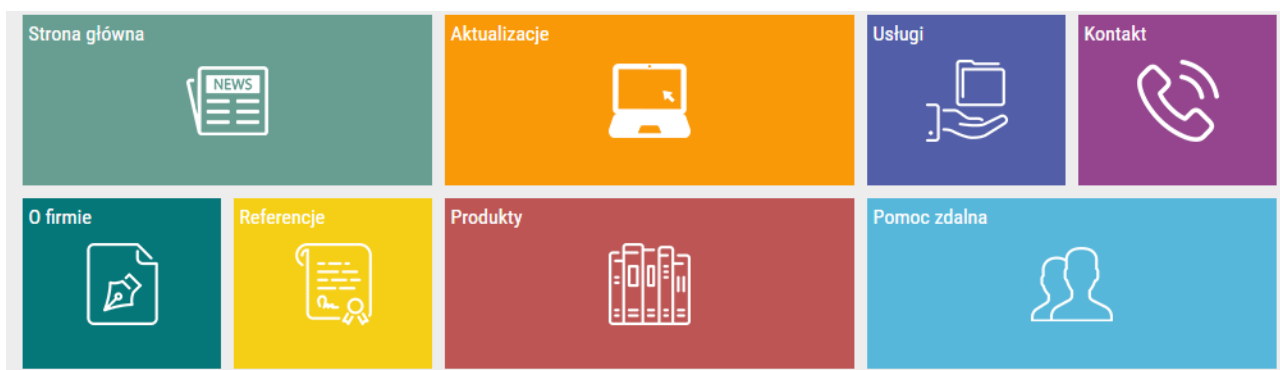 Strona główna
Aktualizacje
Usługi
Kontakt
NEWS
O firmie
Referencje
Produkty
Pomoc zdalna